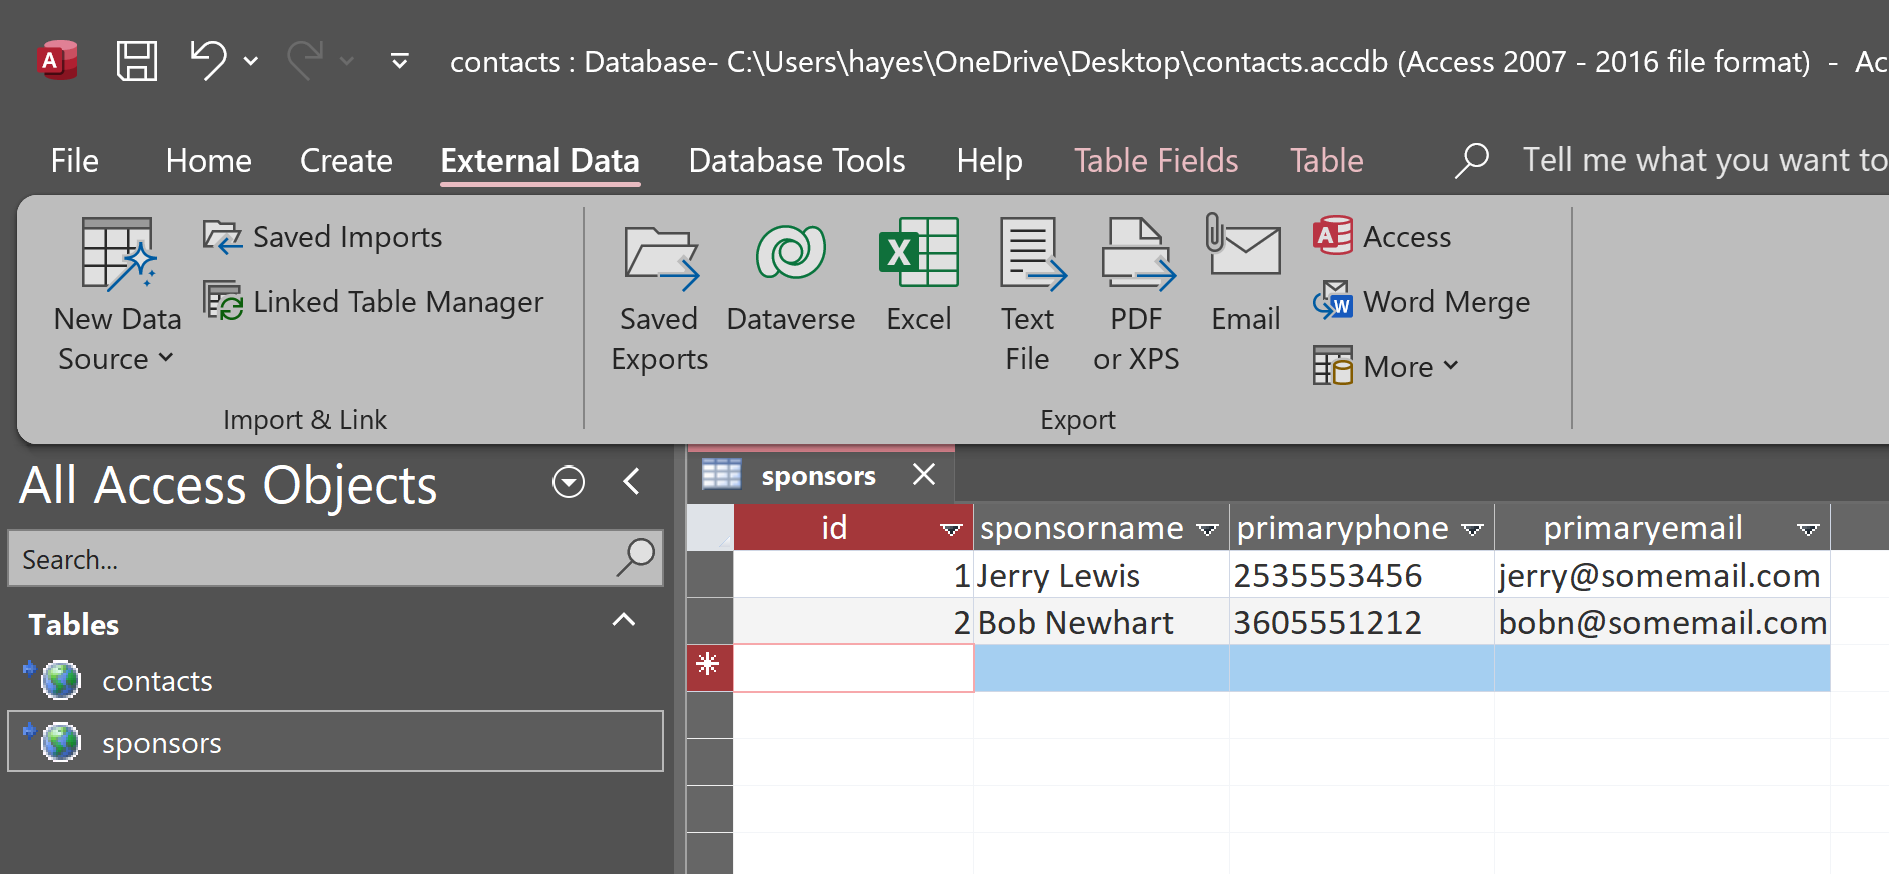 contacts : Database- C:\Users\hayes\OneDrive\Desktop\contacts.accdb (Access 2007 - 2016 file format) - Ac
File Home Create External Data Database Tools Help Table Fields Table Tell me what you want to
New Data Source
Saved Imports
Linked Table Manager
Import & Link
Saved Exports
Dataverse
Excel
Text File
PDF or XPS
Email
Access
Word Merge
More
Export
All Access Objects
Search...
Tables
contacts
sponsors
sponsors
id sponsorname primaryphone primaryemail
1 Jerry Lewis 2535553456 jerry@somemail.com
2 Bob Newhart 3605551212 bobn@somemail.com